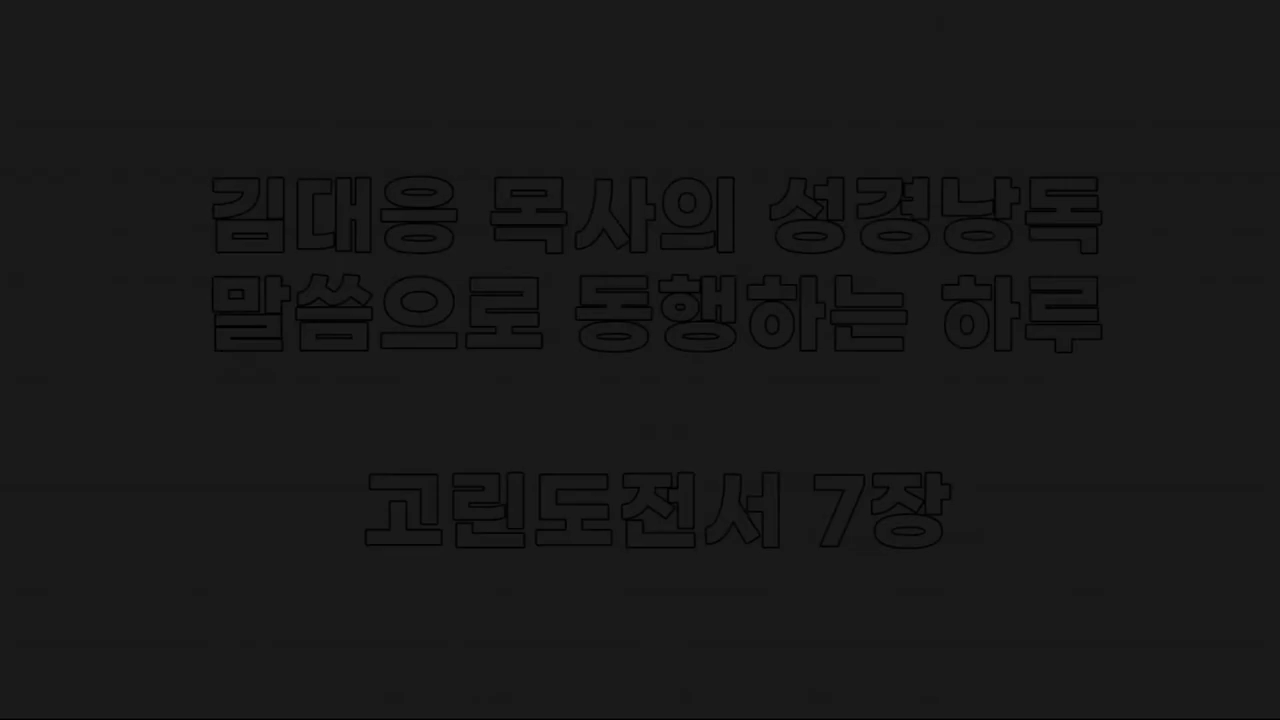 김대응 목사의 성경낭독
말씀으로 동행하는 하루
고린도전서 7장